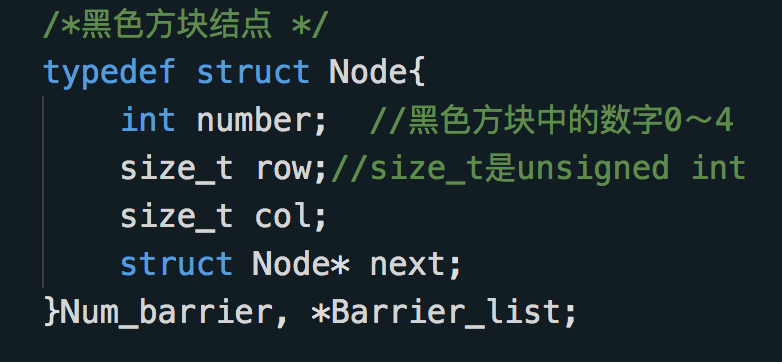 /*黑色方块结点 */
typedef struct Node{
    int number;  //黑色方块中的数字0～4
    size_t row;//size_t是unsigned int
    size_t col;
    struct Node* next;
}Num_barrier, *Barrier_list;